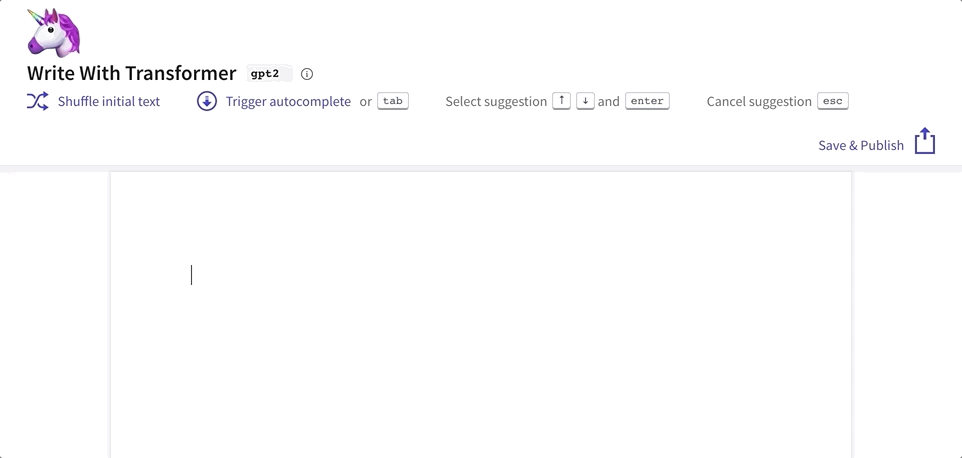 Write With Transformer gpt2 ⓘ
Shuffle initial text Trigger autocomplete or tab Select suggestion ↑ ↓ and enter Cancel suggestion esc
Save & Publish